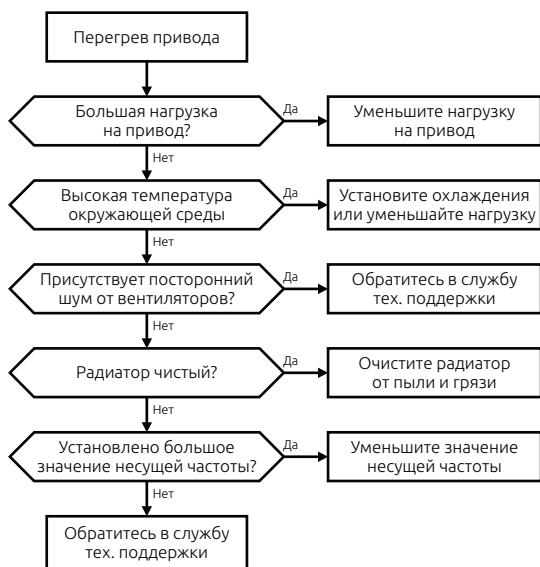 Перегрев привода
Большая нагрузка
на привод?
Да
Уменьшите нагрузку
на привод
Нет
Высокая температура
окружающей среды
Да
Установите охлаждения
или уменьшайте нагрузку
Нет
Присутствует посторонний
шум от вентиляторов?
Да
Обратитесь в службу
тех. поддержки
Нет
Радиатор чистый?
Да
Очистите радиатор
от пыли и грязи
Нет
Установлено большое
значение несущей частоты?
Да
Уменьшите значение
несущей частоты
Нет
Обратитесь в службу
тех. поддержки